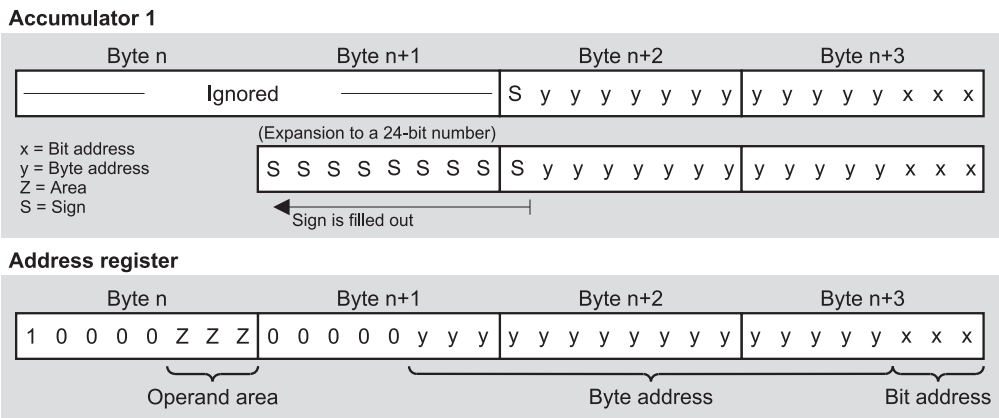 Accumulator 1
Byte n Byte n+1 Byte n+2 Byte n+3
Ignored S y y y y y y y y y y y y x x x
(Expansion to a 24-bit number)
x = Bit address
y = Byte address
Z = Area
S = Sign
S S S S S S S S S y y y y y y y y y y y y x x x
Sign is filled out
Address register
Byte n Byte n+1 Byte n+2 Byte n+3
1 0 0 0 0 Z Z Z 0 0 0 0 0 y y y y y y y y y y y y y y y y x x x
Operand area Byte address Bit address